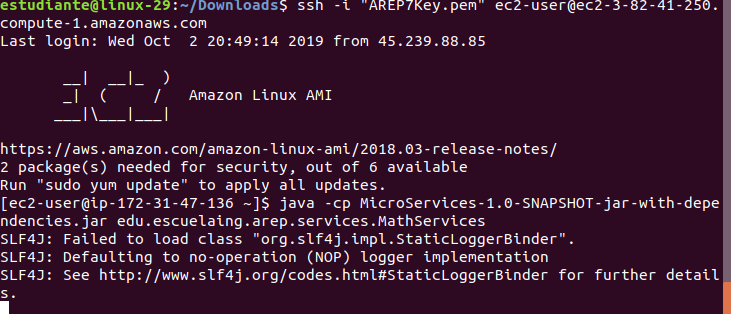 estudiante@linux-29:~/Downloads$ ssh -i "AREP7Key.pem" ec2-user@ec2-3-82-41-250.
compute-1.amazonaws.com
Last login: Wed Oct  2 20:49:14 2019 from 45.239.88.85
       __|  __|_  )
       _|  (     /   Amazon Linux AMI
      ___|\___|___|
https://aws.amazon.com/amazon-linux-ami/2018.03-release-notes/
2 package(s) needed for security, out of 6 available
Run "sudo yum update" to apply all updates.
[ec2-user@ip-172-31-47-136 ~]$ java -cp MicroServices-1.0-SNAPSHOT-jar-with-depe
ndencies.jar edu.escuelaing.arep.services.MathServices
SLF4J: Failed to load class "org.slf4j.impl.StaticLoggerBinder".
SLF4J: Defaulting to no-operation (NOP) logger implementation
SLF4J: See http://www.slf4j.org/codes.html#StaticLoggerBinder for further detail
s.